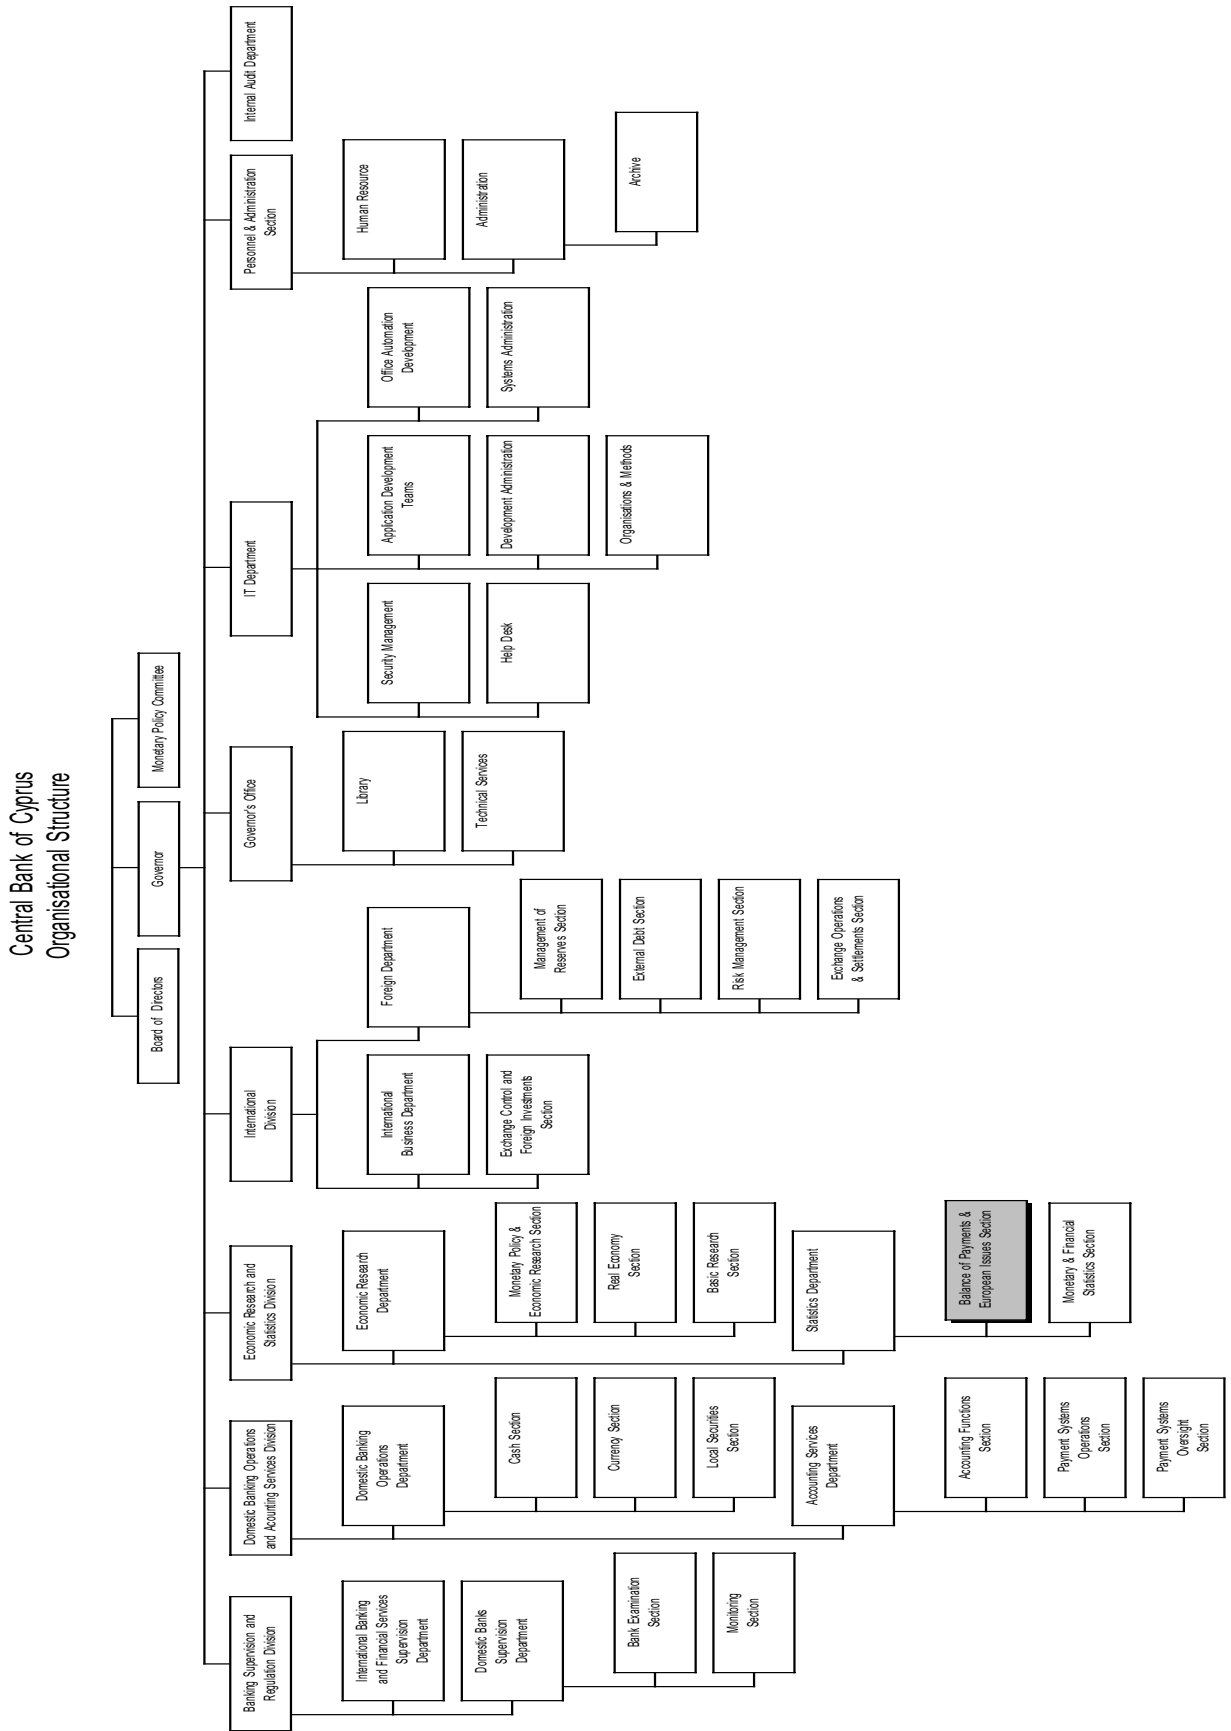 Central Bank of Cyprus
Organisational Structure
Board of Directors
Governor
Monetary Policy Committee
Banking Supervision and
Regulation Division
Domestic Banking Operations
and Acounting Services Division
Economic Research and
Statistics Division
International
Division
Governor's Office
IT Department
Personnel & Administration
Section
Internal Audit Department
International Banking
and Financial Services
Supervision
Department
Domestic Banks
Supervision
Department
Bank Examination
Section
Monitoring
Section
Domestic Banking
Operations
Department
Cash Section
Currency Section
Local Securities
Section
Accounting Services
Department
Accounting Functions
Section
Payment Systems
Operations
Section
Payment Systems
Oversight
Section
Economic Research
Department
Monetary Policy &
Economic Research Section
Real Economy
Section
Basic Research
Section
Statistics Department
Balance of Payments &
European Issues Section
Monetary & Financial
Statistics Section
International
Business Department
Exchange Control and
Foreign Investments
Section
Foreign Department
Management of
Reserves Section
External Debt Section
Risk Management Section
Exchange Operations
& Settlements Section
Library
Technical Services
Security Management
Help Desk
Application Development
Teams
Development Administration
Organisations & Methods
Office Automation
Development
Systems Administration
Human Resource
Administration
Archive